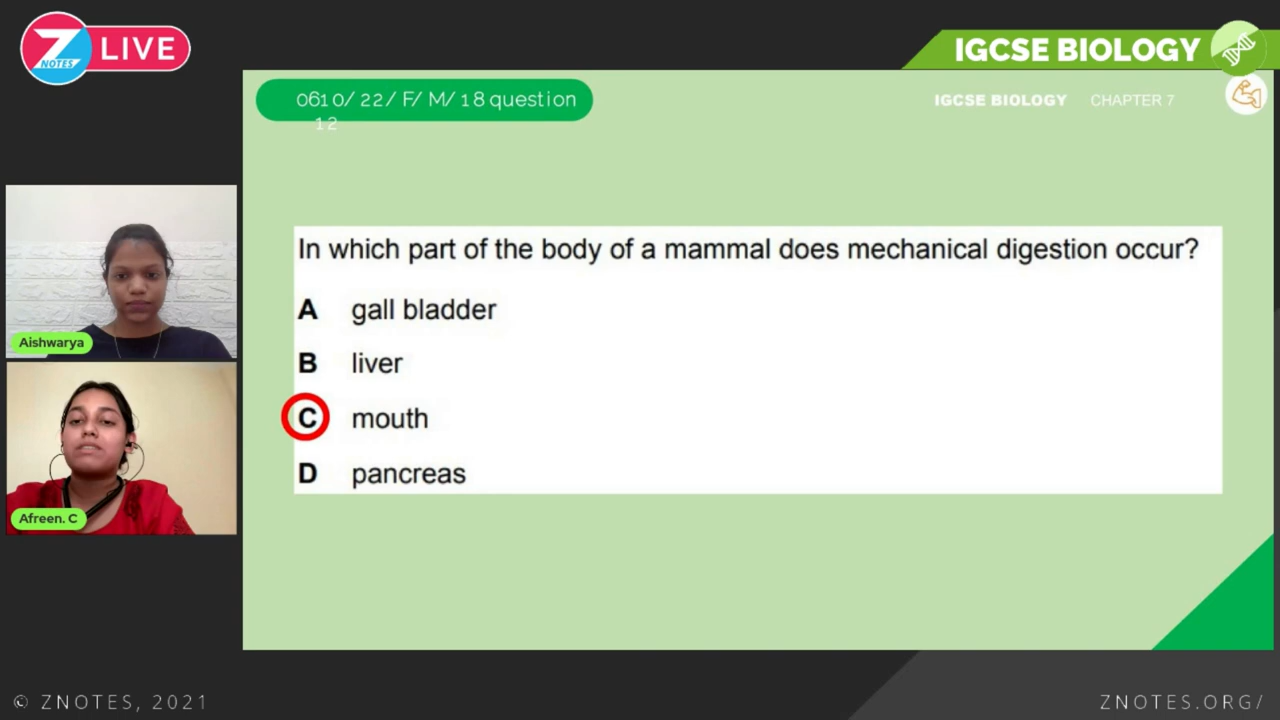 Z NOTES LIVE
IGCSE BIOLOGY
0610/ 22/ F/ M/ 18 question
12
IGCSE BIOLOGY CHAPTER 7
In which part of the body of a mammal does mechanical digestion occur?
A gall bladder
B liver
C mouth
D pancreas
Aishwarya
Afreen. C
© ZNOTES, 2021
ZNOTES.ORG/